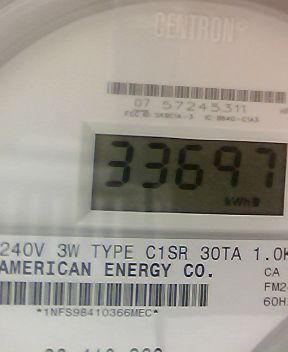 CENTRON®
07 57245311
33697
kWh
240V 3W TYPE C1SR 30TA 1.0K
AMERICAN ENERGY CO.
CA
FM2
60H
*1NFS98410366MEC*